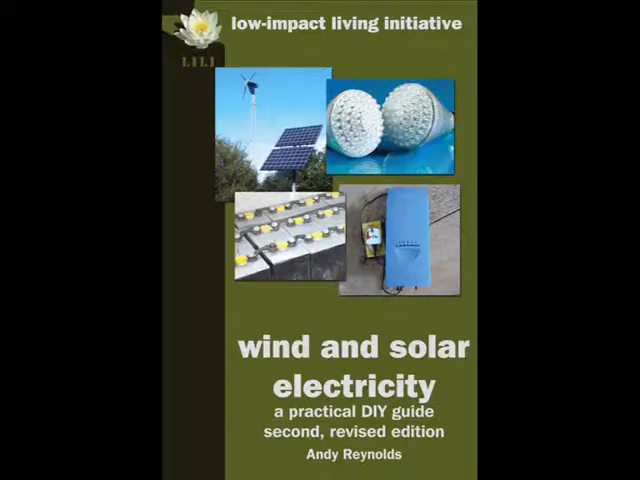 low-impact living initiative
LILI
wind and solar
electricity
a practical DIY guide
second, revised edition
Andy Reynolds